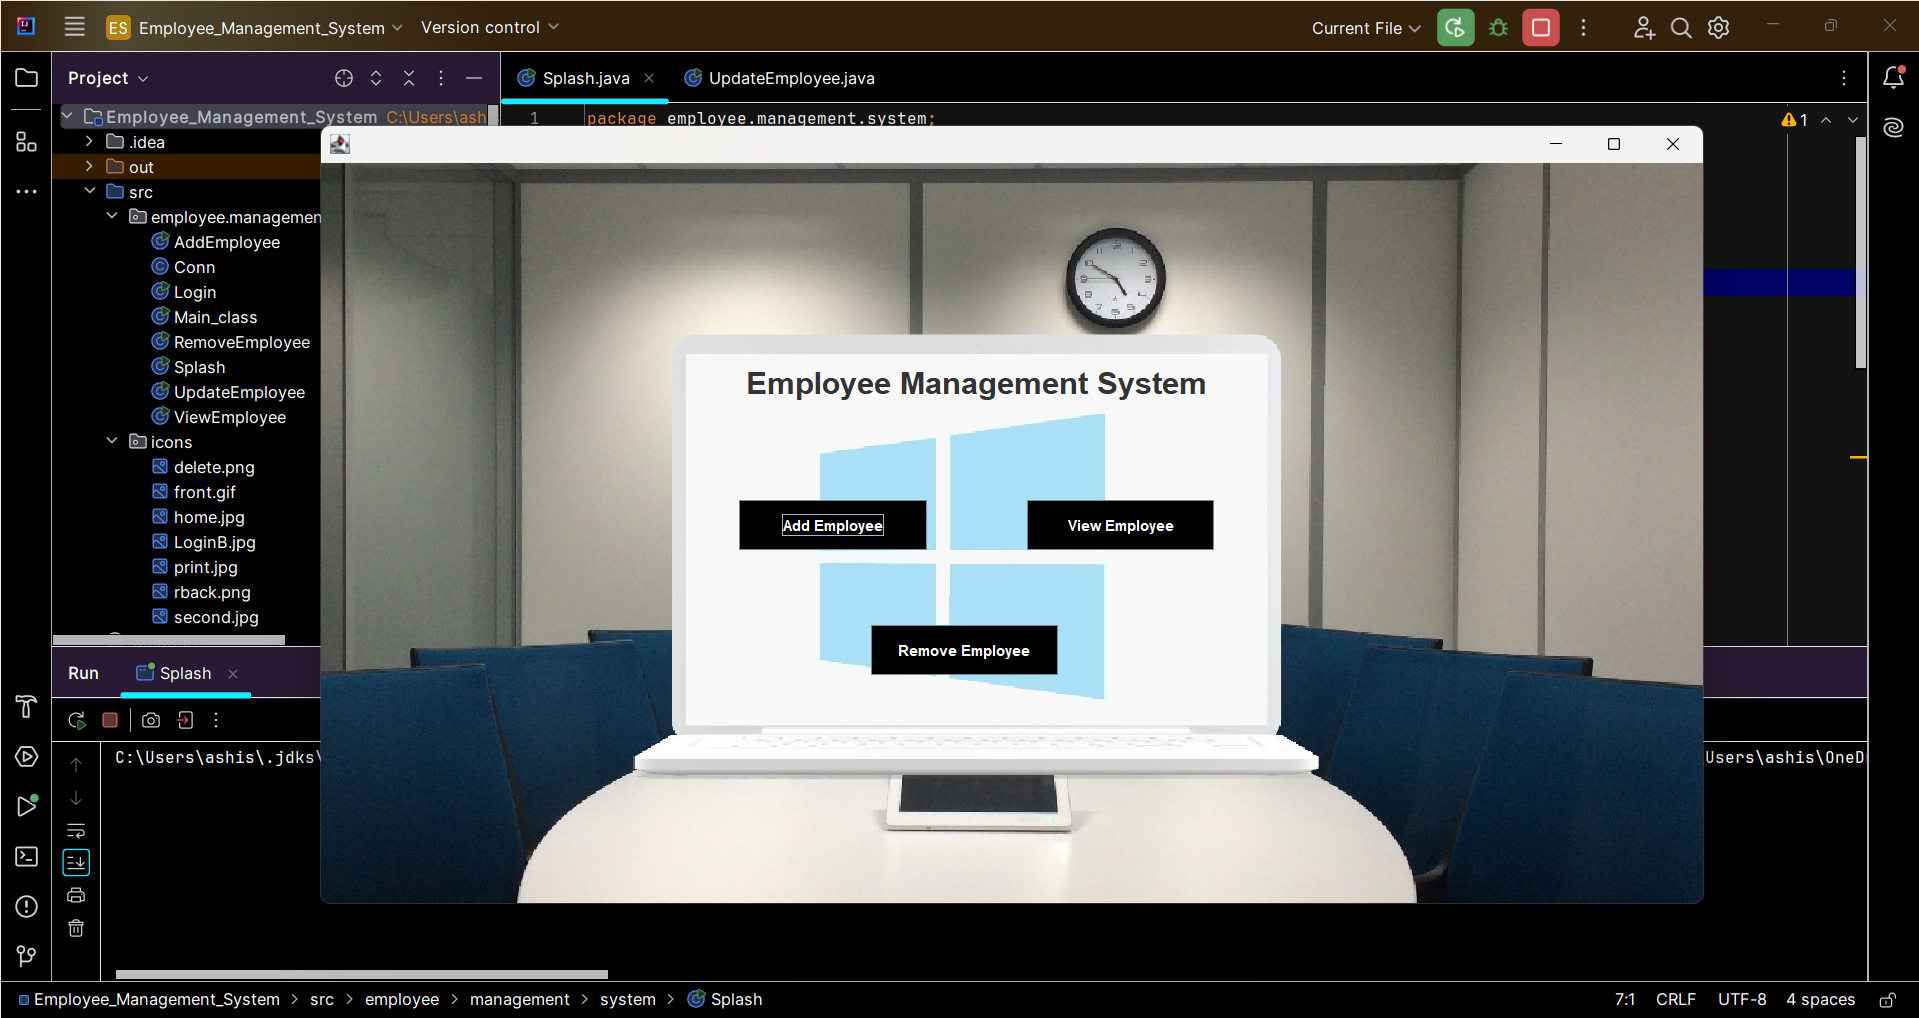 ES Employee_Management_System Version control Current File
Project
Splash.java UpdateEmployee.java
Employee_Management_System C:\Users\ash
1 package employee.management.system;
1
.idea
out
src
employee.managemen
AddEmployee
Conn
Login
Main_class
RemoveEmployee
Splash
UpdateEmployee
ViewEmployee
icons
delete.png
front.gif
home.jpg
LoginB.jpg
print.jpg
rback.png
second.jpg
Employee Management System
Add Employee View Employee
Remove Employee
Run Splash
C:\Users\ashis\.jdks\ Users\ashis\OneD
Employee_Management_System > src > employee > management > system > Splash 7:1 CRLF UTF-8 4 spaces